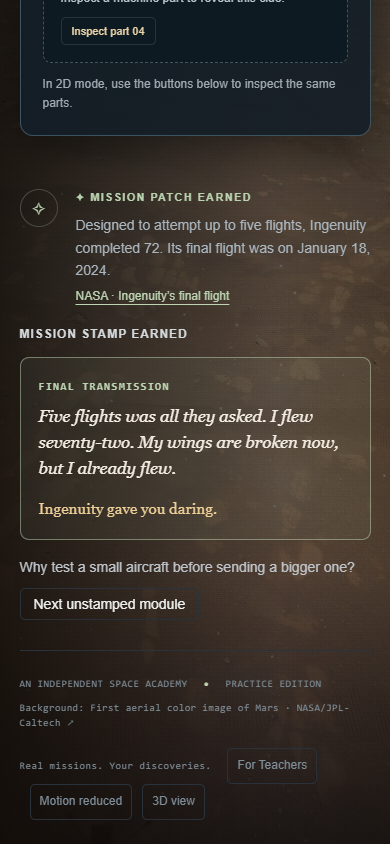 Inspect part 04
In 2D mode, use the buttons below to inspect the same
parts.
✦ MISSION PATCH EARNED
Designed to attempt up to five flights, Ingenuity
completed 72. Its final flight was on January 18,
2024.
NASA · Ingenuity's final flight
MISSION STAMP EARNED
FINAL TRANSMISSION
Five flights was all they asked. I flew
seventy-two. My wings are broken now,
but I already flew.
Ingenuity gave you daring.
Why test a small aircraft before sending a bigger one?
Next unstamped module
AN INDEPENDENT SPACE ACADEMY • PRACTICE EDITION
Background: First aerial color image of Mars · NASA/JPL-
Caltech ↗
Real missions. Your discoveries. For Teachers
Motion reduced 3D view